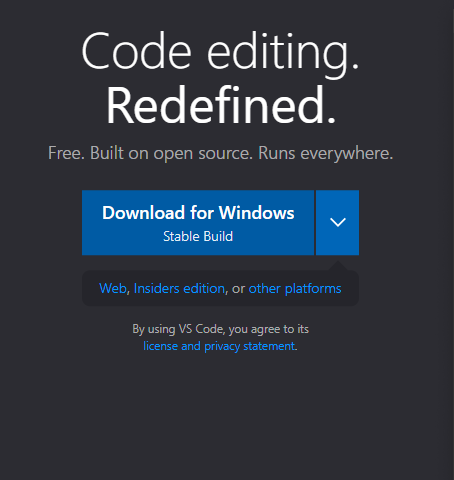 Code editing.
Redefined.
Free. Built on open source. Runs everywhere.
Download for Windows
Stable Build
Web, Insiders edition, or other platforms
By using VS Code, you agree to its
license and privacy statement.